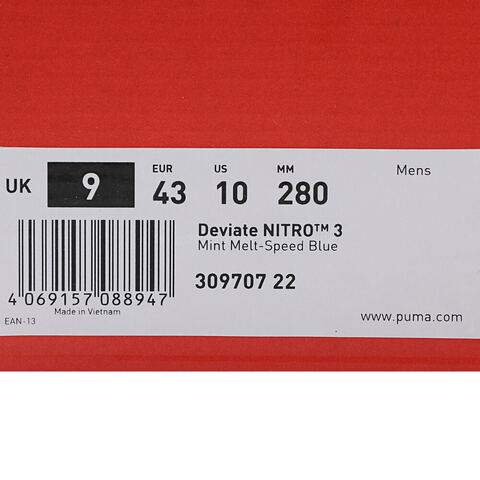 UK 9
EUR 43
US 10
MM 280
Mens
Deviate NITRO™ 3
Mint Melt-Speed Blue
309707 22
4 069157 088947
Made in Vietnam
EAN-13
www.puma.com